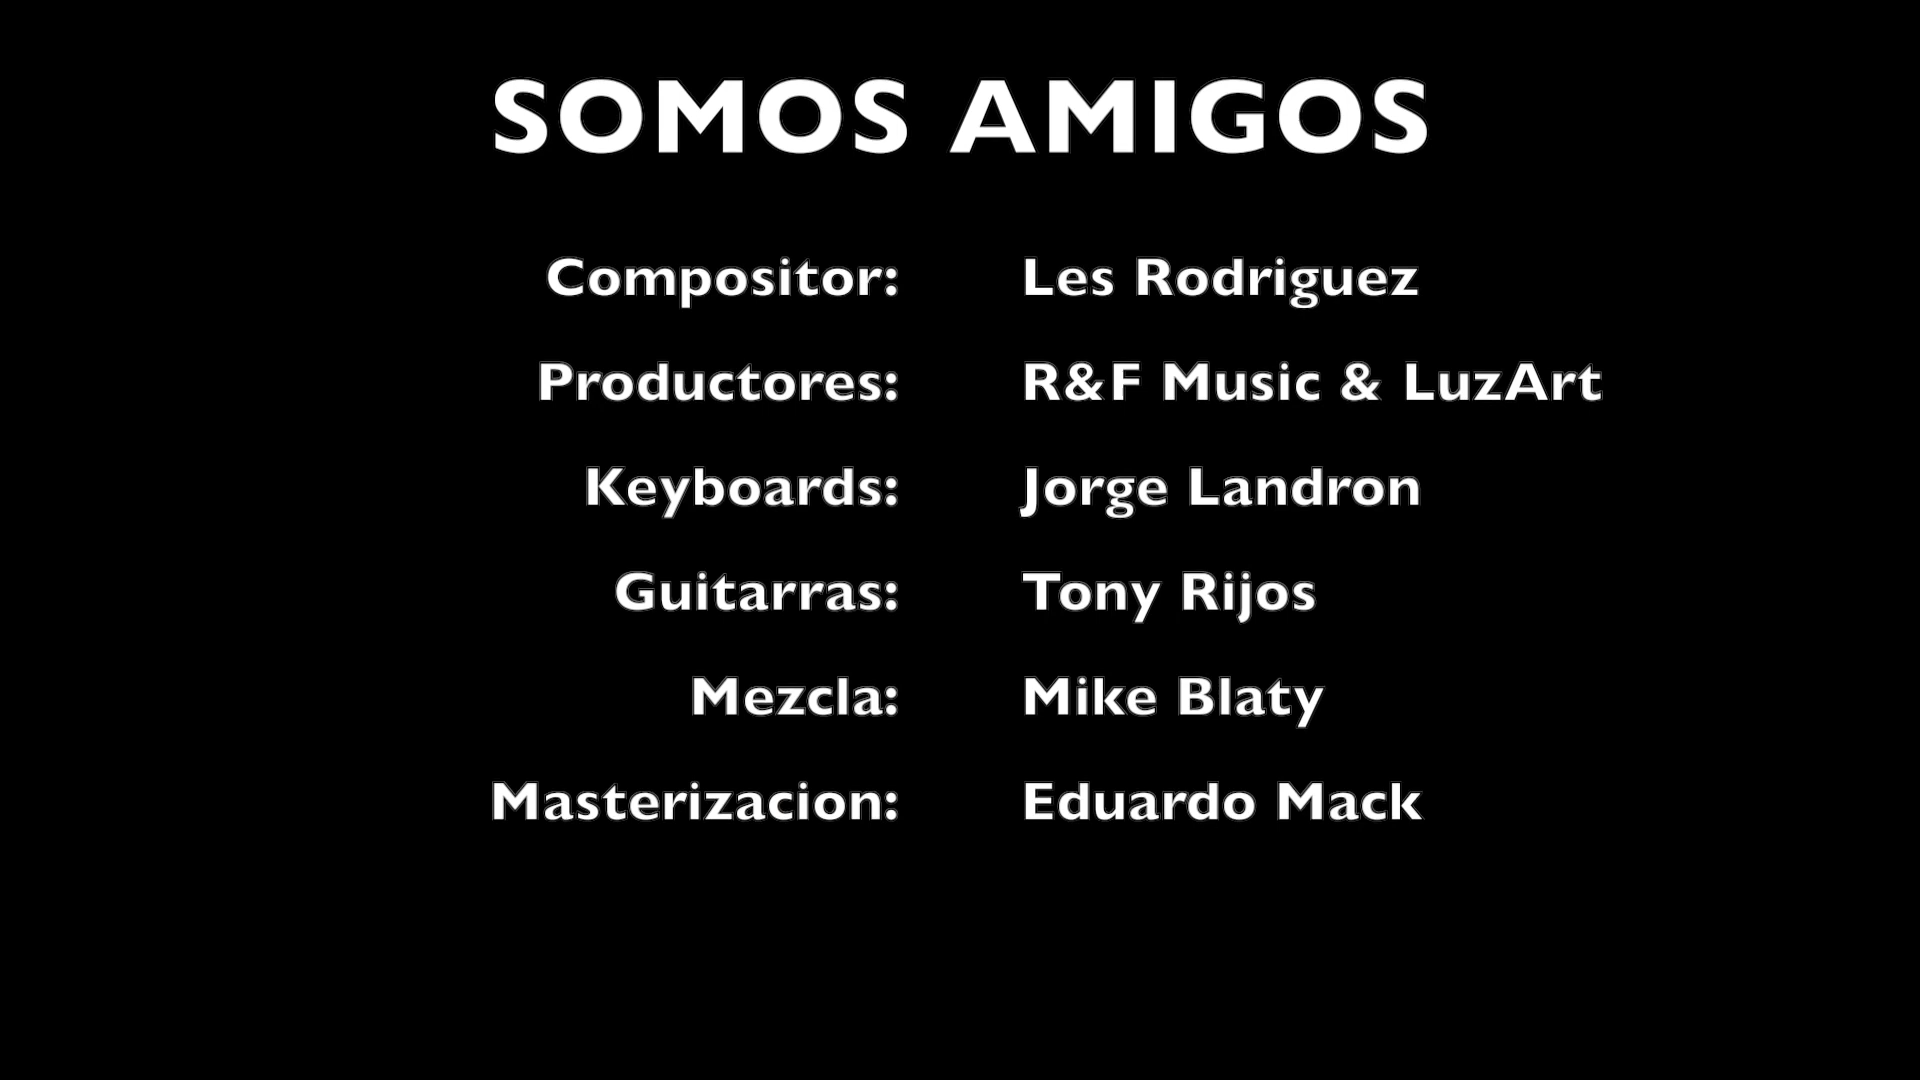 SOMOS AMIGOS
Compositor: Les Rodriguez
Productores: R&F Music & LuzArt
Keyboards: Jorge Landron
Guitarras: Tony Rijos
Mezcla: Mike Blaty
Masterizacion: Eduardo Mack